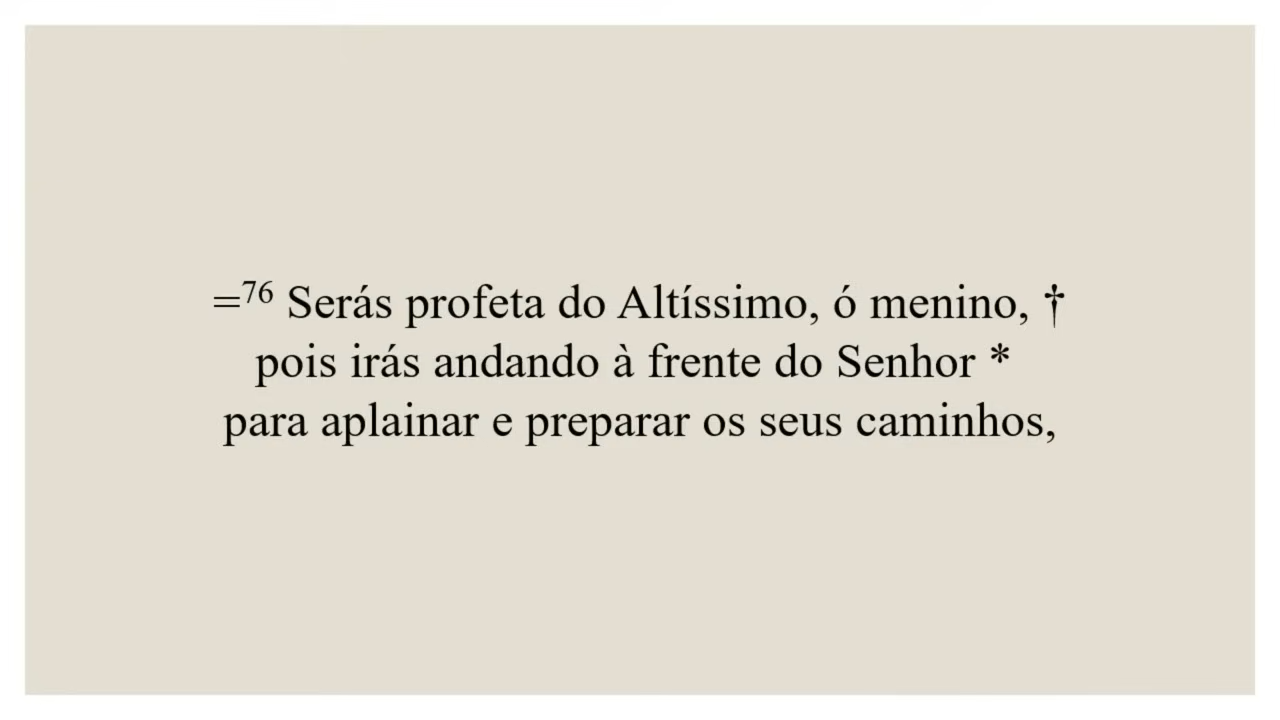 =76 Serás profeta do Altíssimo, ó menino, †
pois irás andando à frente do Senhor *
para aplainar e preparar os seus caminhos,